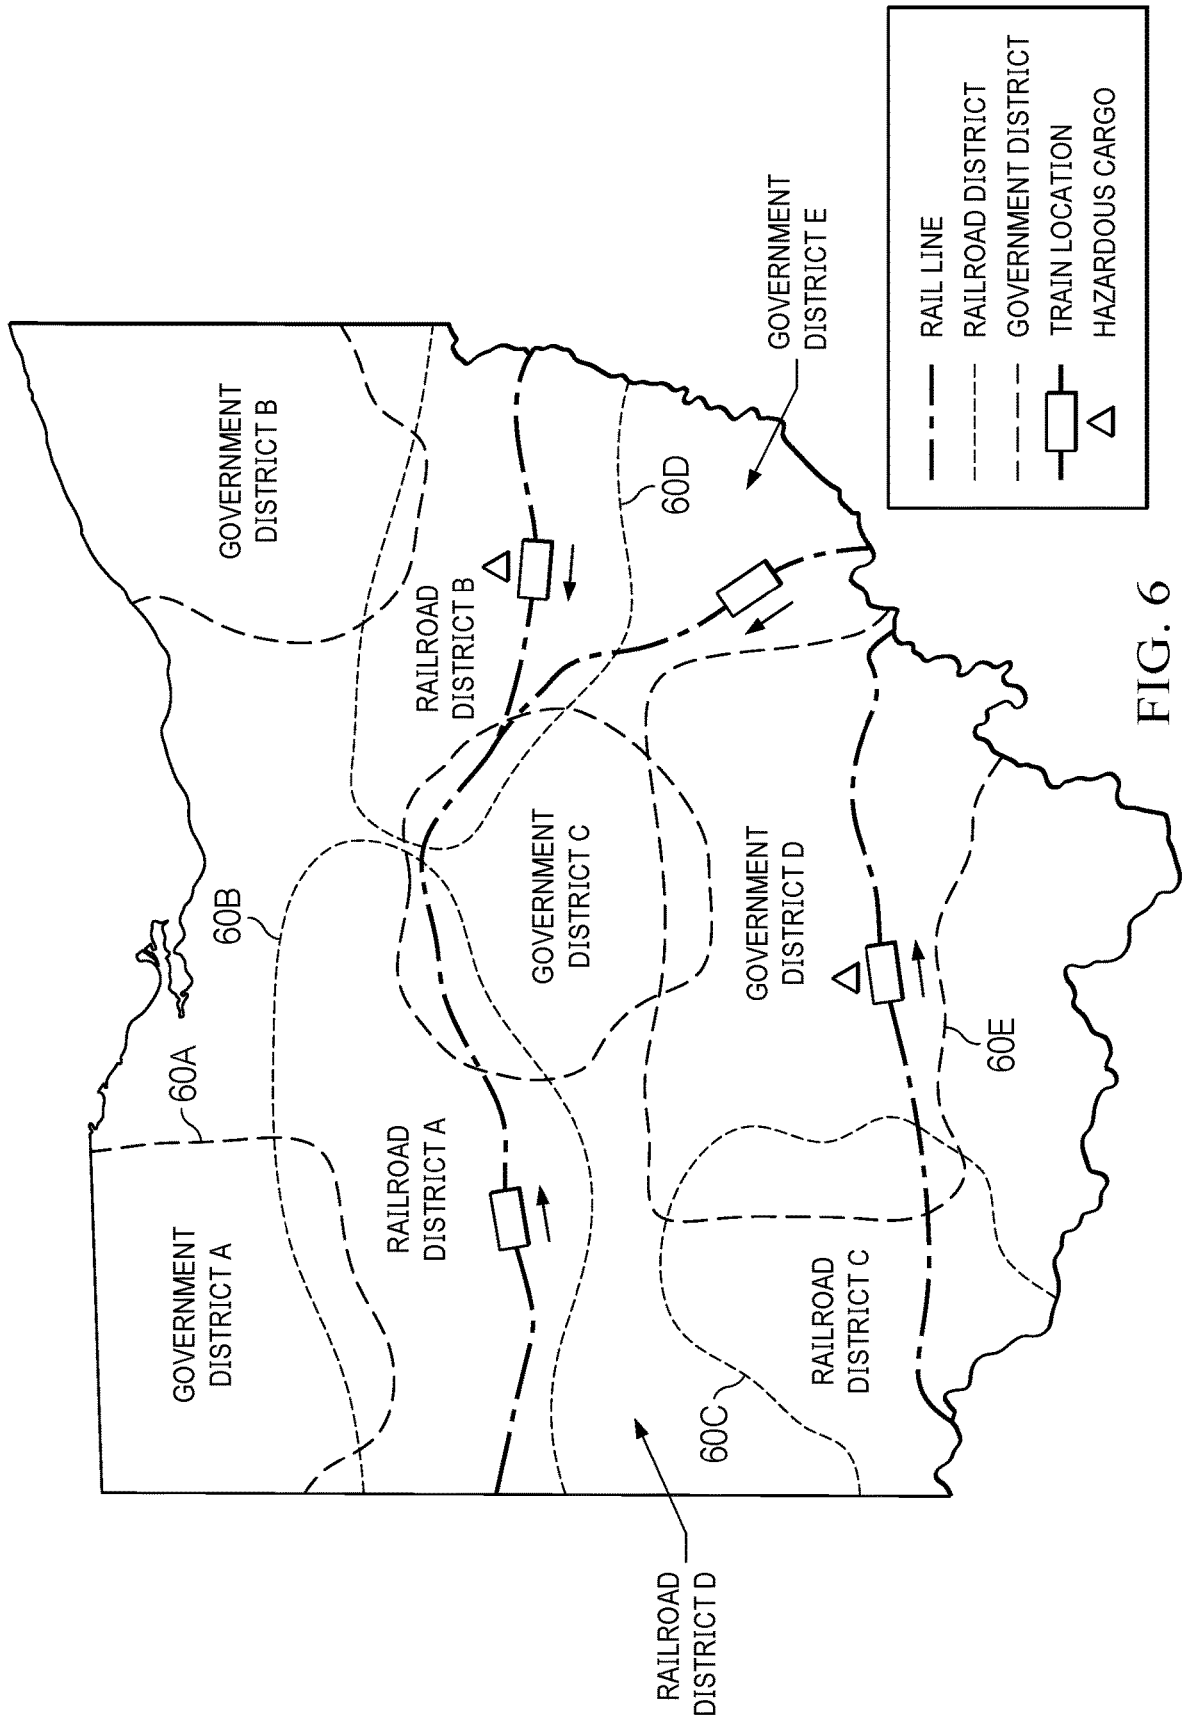 GOVERNMENT
DISTRICT A
60A
60B
GOVERNMENT
DISTRICT B
RAILROAD
DISTRICT A
RAILROAD
DISTRICT B
GOVERNMENT
DISTRICT C
60D
GOVERNMENT
DISTRICT E
RAILROAD
DISTRICT D
60C
RAILROAD
DISTRICT C
GOVERNMENT
DISTRICT D
60E
RAIL LINE
RAILROAD DISTRICT
GOVERNMENT DISTRICT
TRAIN LOCATION
HAZARDOUS CARGO
FIG. 6